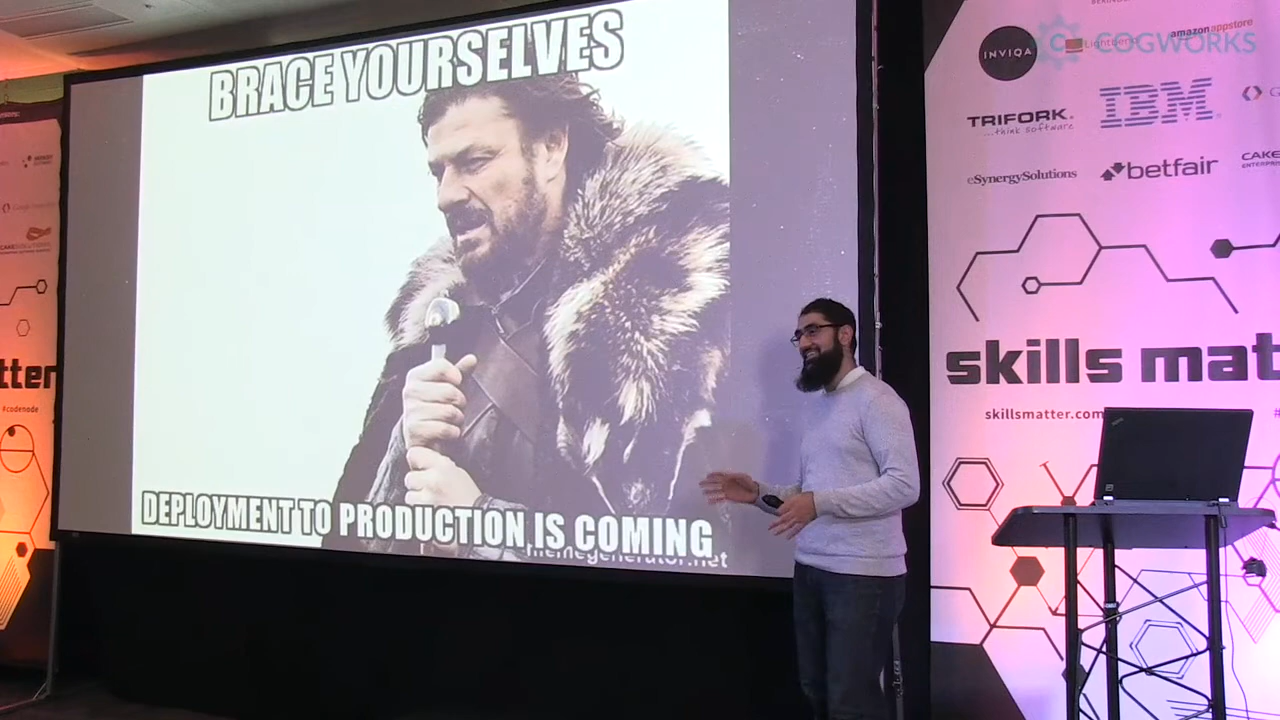 BRACE YOURSELVES
DEPLOYMENT TO PRODUCTION IS COMING
memegenerator.net
INVIQA
COGWORKS
amazon appstore
TRIFORK.
...think software
IBM
eSynergySolutions
betfair
CAKE
skills mat
skillsmatter.com
tter
#codenode